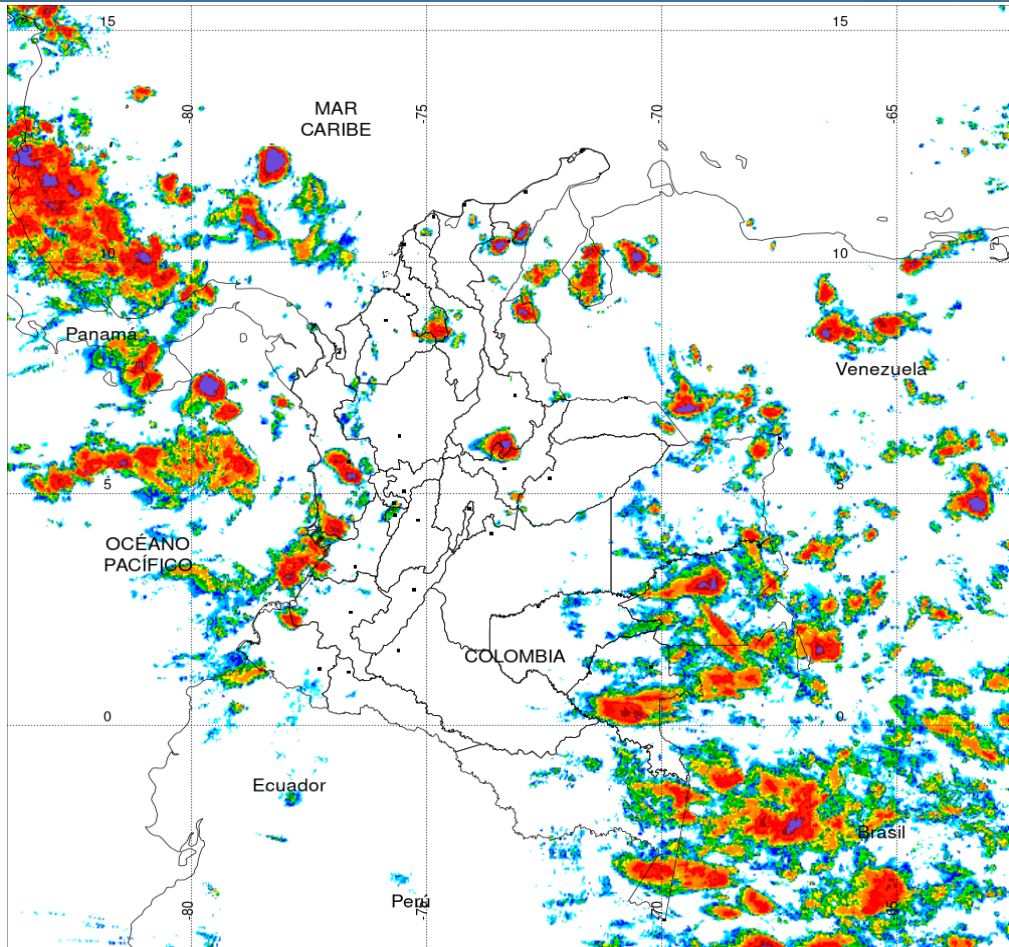 15
15
-80
-75
-70
-65
MAR
CARIBE
10
10
Panamá
Venezuela
5
5
OCÉANO
PACÍFICO
COLOMBIA
0
0
Ecuador
Brasil
Perú
-80
-75
-70
-65